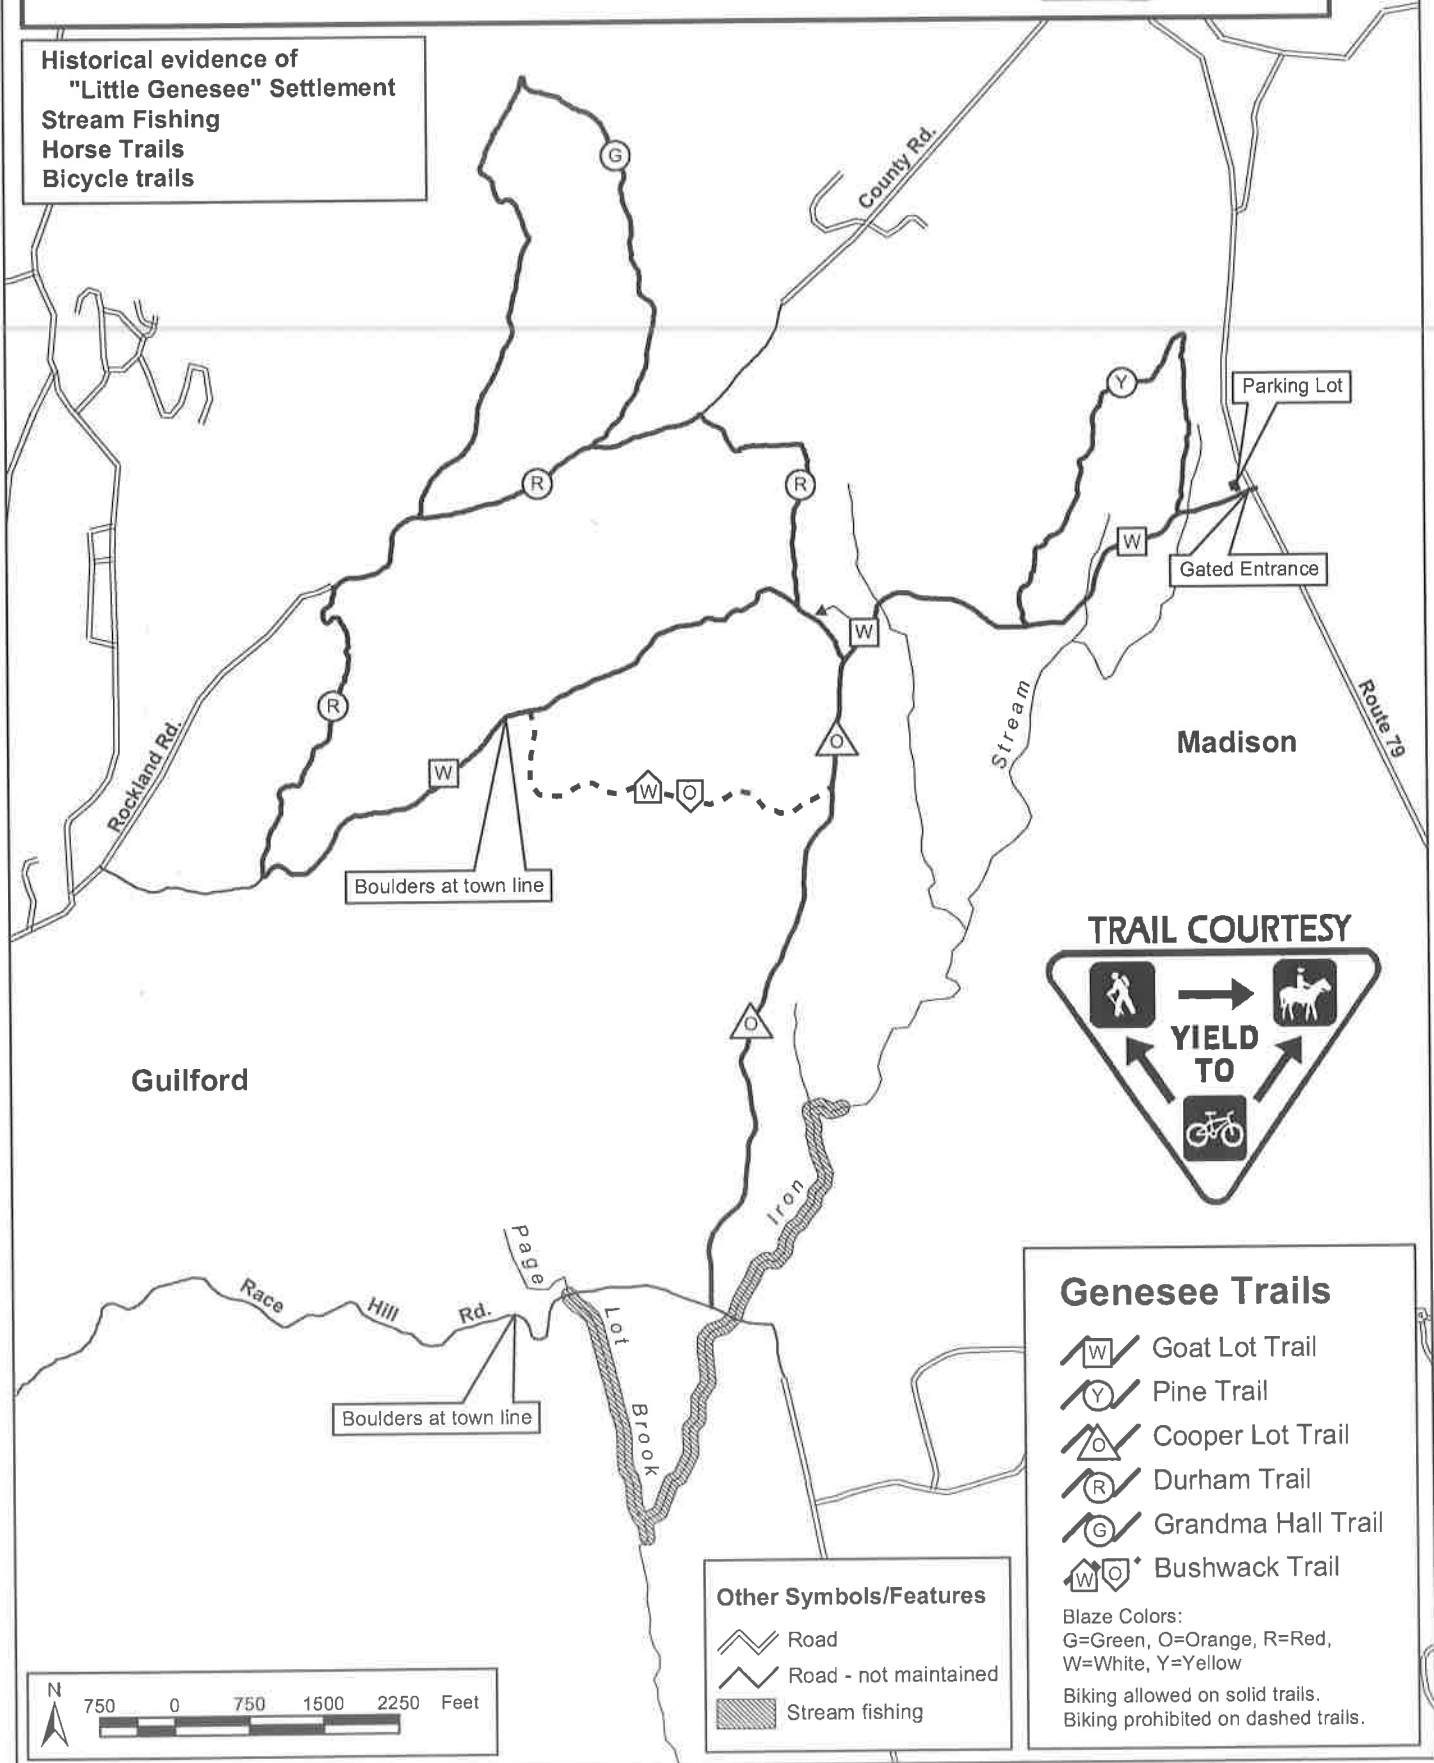 Historical evidence of
"Little Genesee" Settlement
Stream Fishing
Horse Trails
Bicycle trails
G
County Rd.
Y
Parking Lot
R
R
W
Gated Entrance
W
R
Stream
Route 79
Rockland Rd.
O
Madison
W
W O
Boulders at town line
TRAIL COURTESY
YIELD
TO
O
Guilford
Iron
Page
Lot
Brook
Race Hill Rd.
Boulders at town line
Genesee Trails
W Goat Lot Trail
Y Pine Trail
O Cooper Lot Trail
R Durham Trail
G Grandma Hall Trail
W O Bushwack Trail
Blaze Colors:
G=Green, O=Orange, R=Red,
W=White, Y=Yellow
Biking allowed on solid trails.
Biking prohibited on dashed trails.
Other Symbols/Features
Road
Road - not maintained
Stream fishing
N
750 0 750 1500 2250 Feet